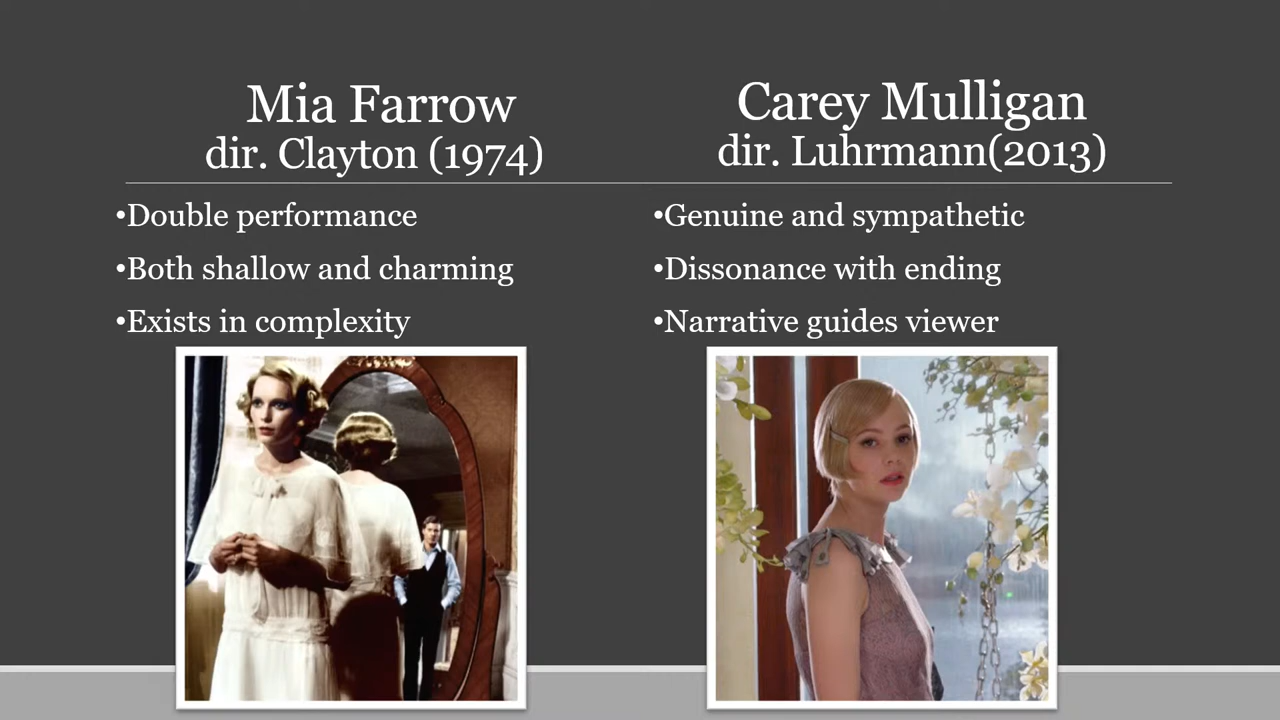 Mia Farrow
dir. Clayton (1974)
•Double performance
•Both shallow and charming
•Exists in complexity
Carey Mulligan
dir. Luhrmann(2013)
•Genuine and sympathetic
•Dissonance with ending
•Narrative guides viewer